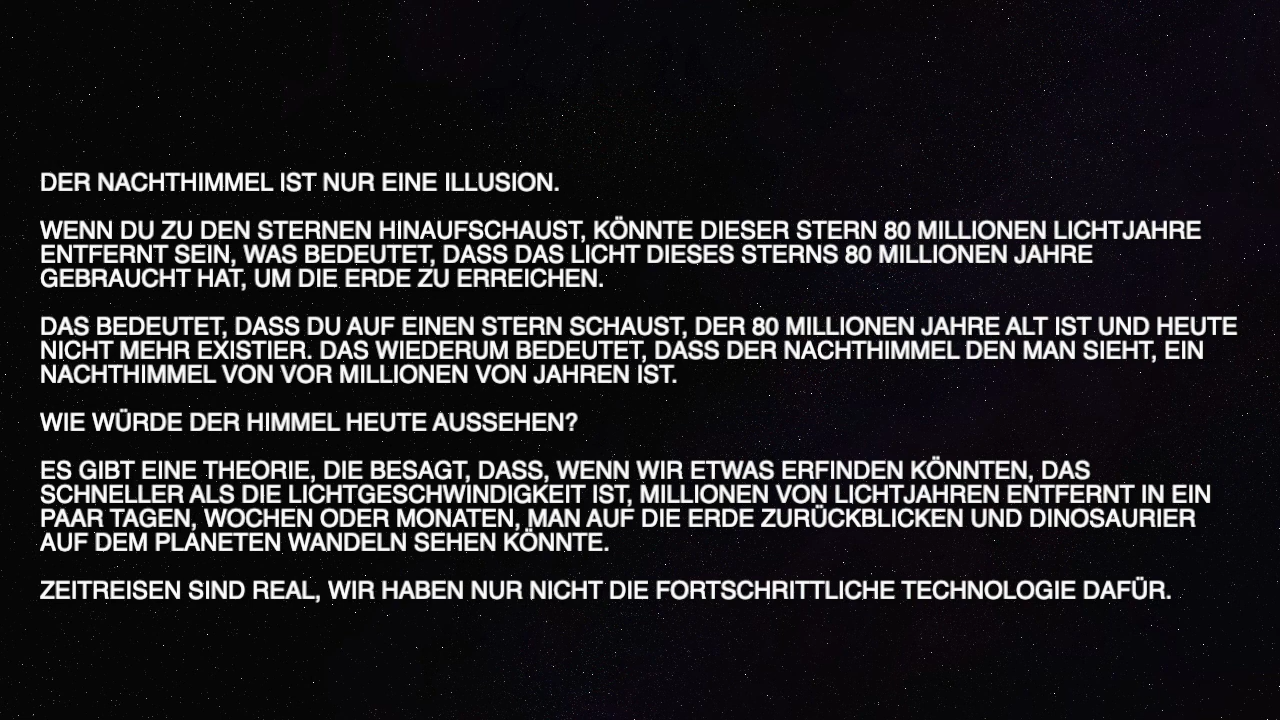 DER NACHTHIMMEL IST NUR EINE ILLUSION.
WENN DU ZU DEN STERNEN HINAUFSCHAUST, KÖNNTE DIESER STERN 80 MILLIONEN LICHTJAHRE
ENTFERNT SEIN, WAS BEDEUTET, DASS DAS LICHT DIESES STERNS 80 MILLIONEN JAHRE
GEBRAUCHT HAT, UM DIE ERDE ZU ERREICHEN.
DAS BEDEUTET, DASS DU AUF EINEN STERN SCHAUST, DER 80 MILLIONEN JAHRE ALT IST UND HEUTE
NICHT MEHR EXISTIER. DAS WIEDERUM BEDEUTET, DASS DER NACHTHIMMEL DEN MAN SIEHT, EIN
NACHTHIMMEL VON VOR MILLIONEN VON JAHREN IST.
WIE WÜRDE DER HIMMEL HEUTE AUSSEHEN?
ES GIBT EINE THEORIE, DIE BESAGT, DASS, WENN WIR ETWAS ERFINDEN KÖNNTEN, DAS
SCHNELLER ALS DIE LICHTGESCHWINDIGKEIT IST, MILLIONEN VON LICHTJAHREN ENTFERNT IN EIN
PAAR TAGEN, WOCHEN ODER MONATEN, MAN AUF DIE ERDE ZURÜCKBLICKEN UND DINOSAURIER
AUF DEM PLANETEN WANDELN SEHEN KÖNNTE.
ZEITREISEN SIND REAL, WIR HABEN NUR NICHT DIE FORTSCHRITTLICHE TECHNOLOGIE DAFÜR.